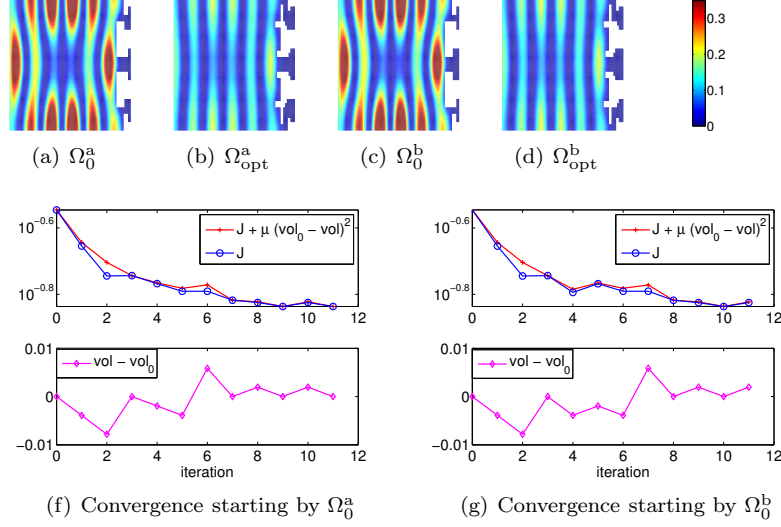 0.3
0.2
0.1
0
(a) Ω₀ᵃ
(b) Ωᵃopt
(c) Ω₀ᵇ
(d) Ωᵇopt
10⁻⁰·⁶
10⁻⁰·⁸
J + μ (vol₀ − vol)²
J
0 2 4 6 8 10 12
0.01
0
−0.01
vol − vol₀
0 2 4 6 8 10 12
iteration
(f) Convergence starting by Ω₀ᵃ
10⁻⁰·⁶
10⁻⁰·⁸
J + μ (vol₀ − vol)²
J
0 2 4 6 8 10 12
0.01
0
−0.01
vol − vol₀
0 2 4 6 8 10 12
iteration
(g) Convergence starting by Ω₀ᵇ